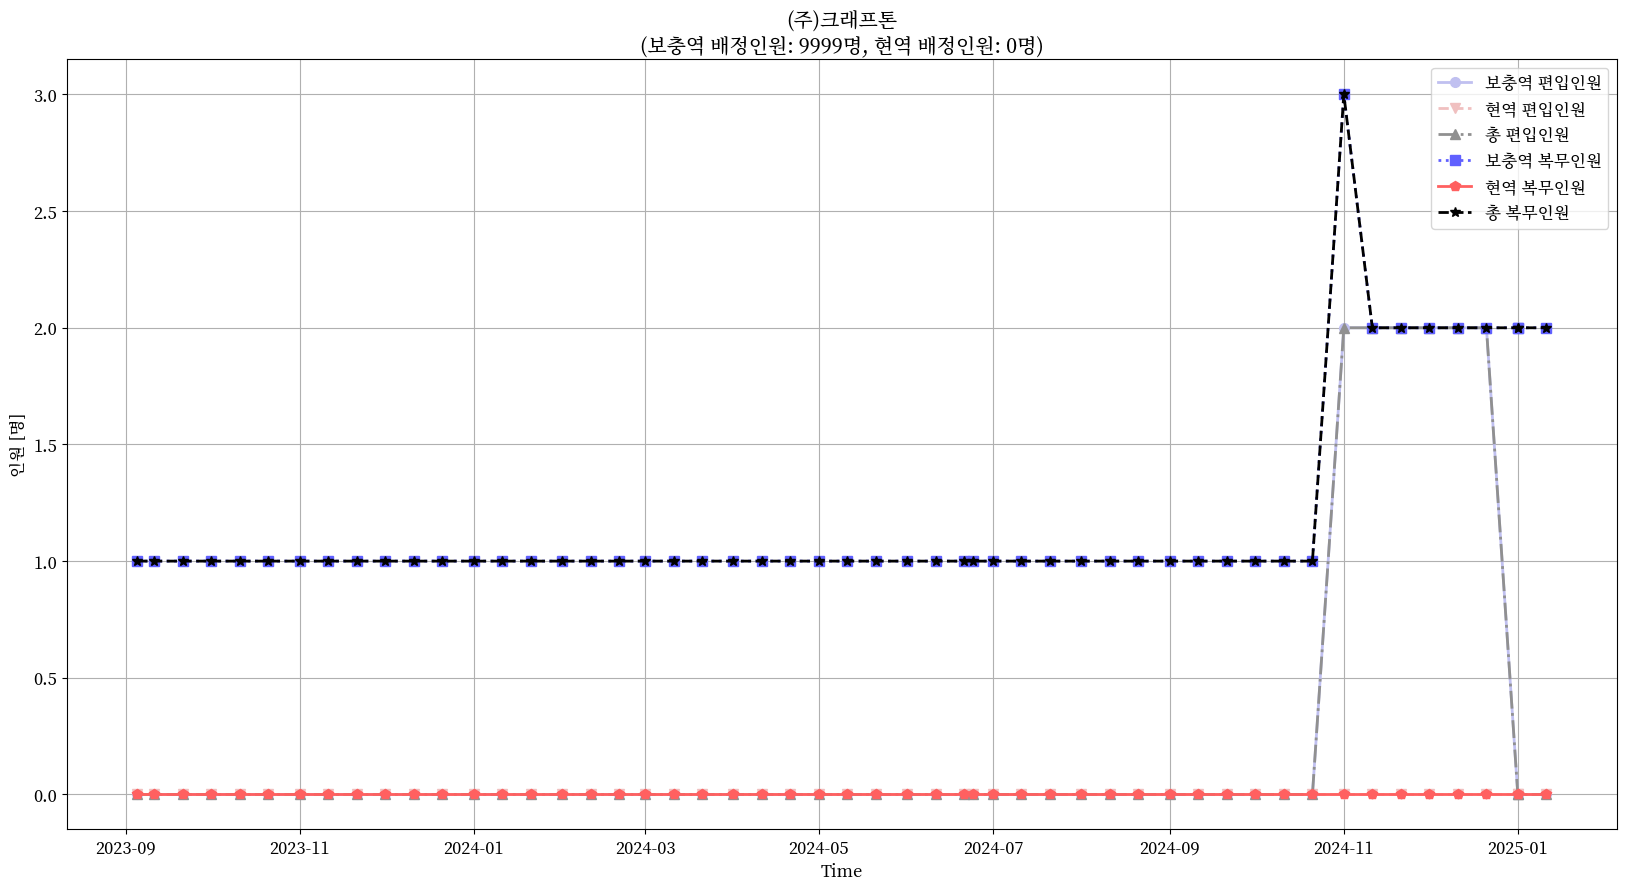 (주)크래프톤
(보충역 배정인원: 9999명, 현역 배정인원: 0명)
3.0
2.5
2.0
1.5
1.0
0.5
0.0
인원 [명]
보충역 편입인원
현역 편입인원
총 편입인원
보충역 복무인원
현역 복무인원
총 복무인원
2023-09
2023-11
2024-01
2024-03
2024-05
2024-07
2024-09
2024-11
2025-01
Time